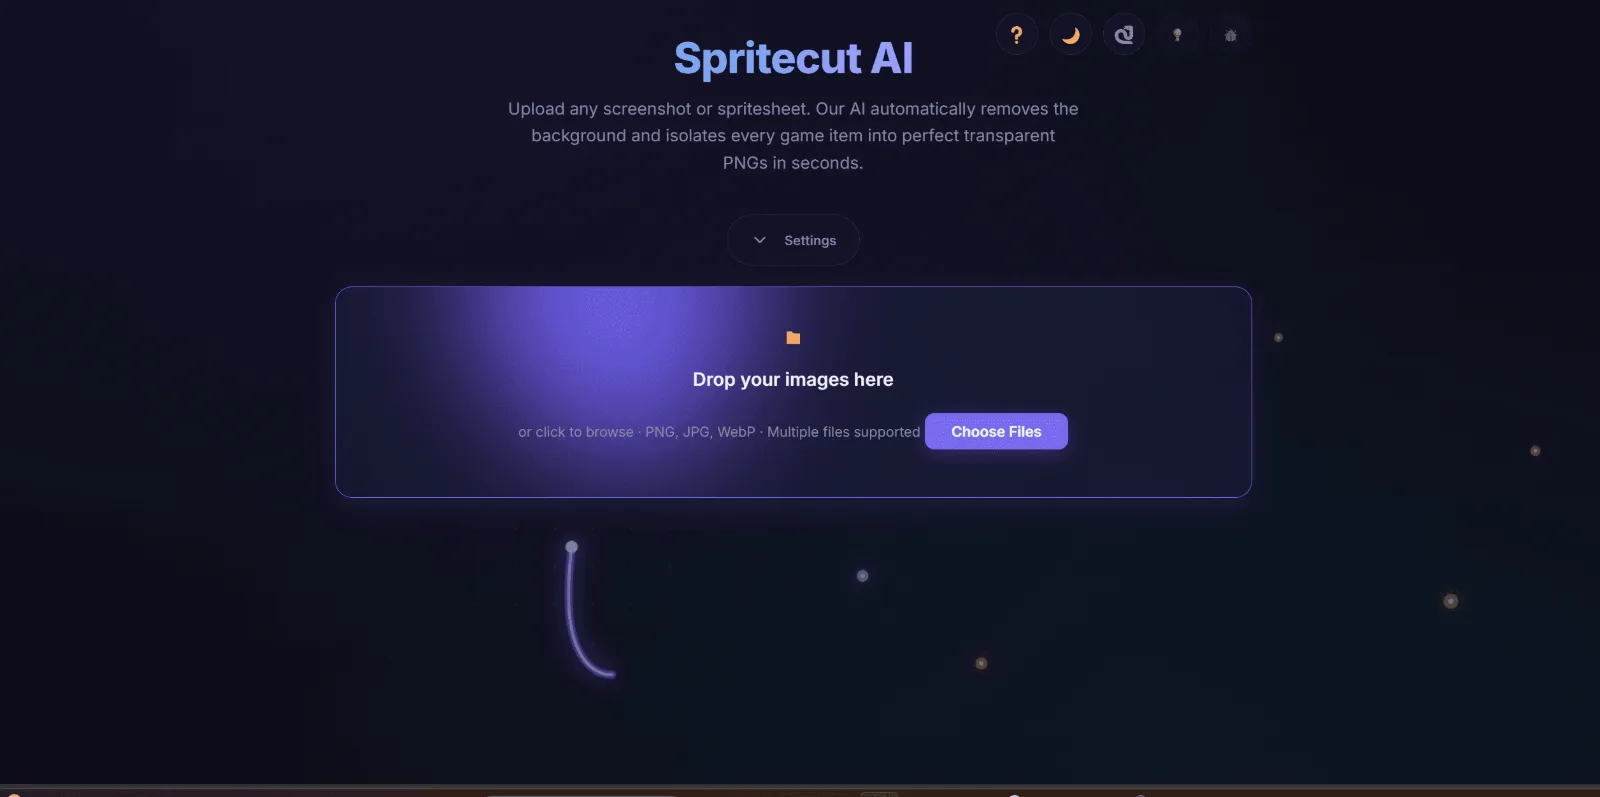 Spritecut AI
Upload any screenshot or spritesheet. Our AI automatically removes the
background and isolates every game item into perfect transparent
PNGs in seconds.
Settings
Drop your images here
or click to browse · PNG, JPG, WebP · Multiple files supported
Choose Files